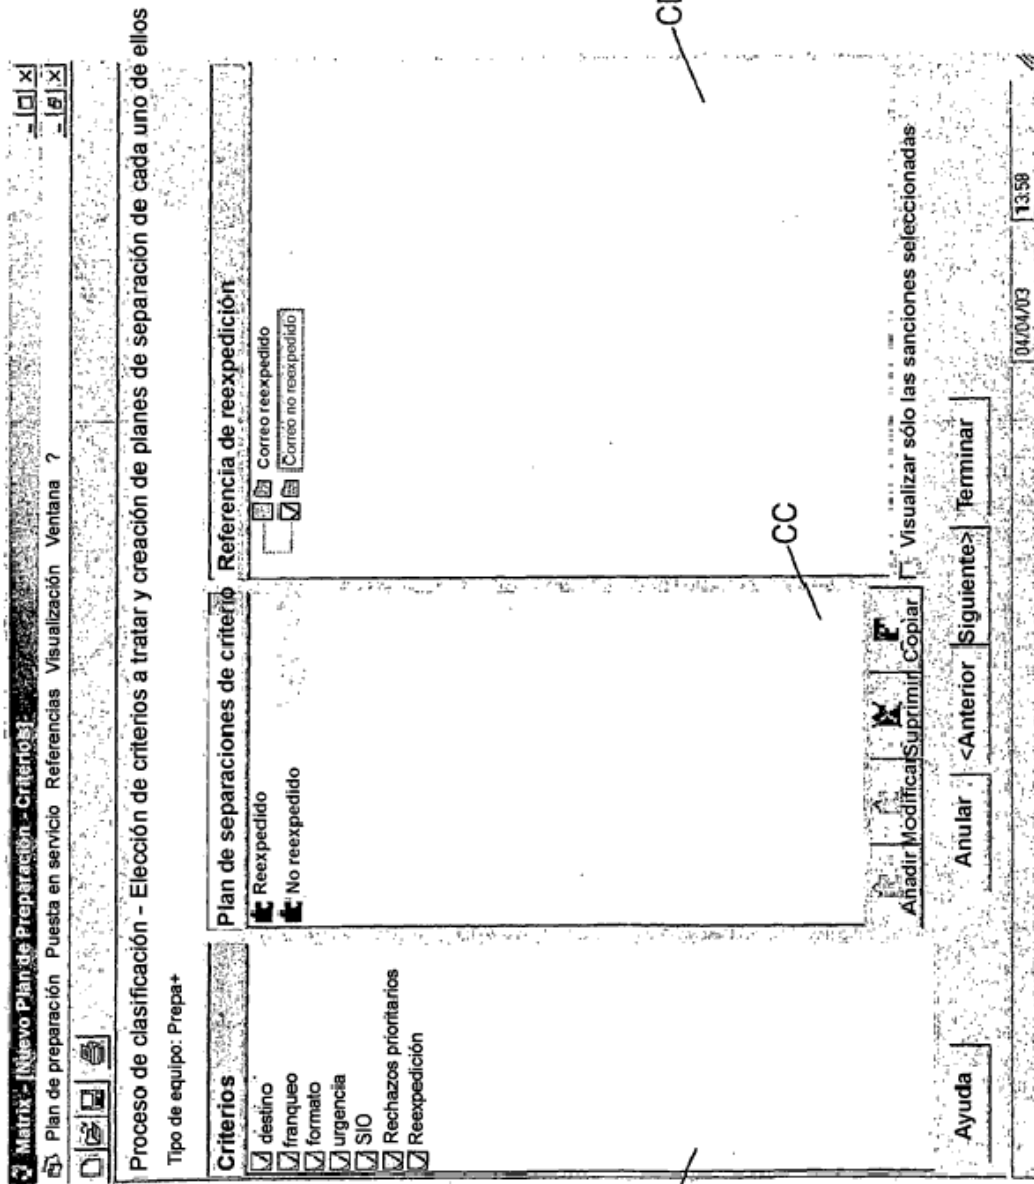 Matrix - [Nuevo Plan de Preparación - Criterios]
Plan de preparación Puesta en servicio Referencias Visualización Ventana ?
Proceso de clasificación - Elección de criterios a tratar y creación de planes de separación de cada uno de ellos
Tipo de equipo: Prepa+
Criterios
destino
franqueo
formato
urgencia
SIO
Rechazos prioritarios
Reexpedición
Plan de separaciones de criterio
Reexpedido
No reexpedido
Añadir Modificar Suprimir Copiar
CC
Referencia de reexpedición
Correo reexpedido
Correo no reexpedido
Visualizar sólo las sanciones seleccionadas
Ayuda Anular <Anterior Siguiente> Terminar
04/04/03 13:59